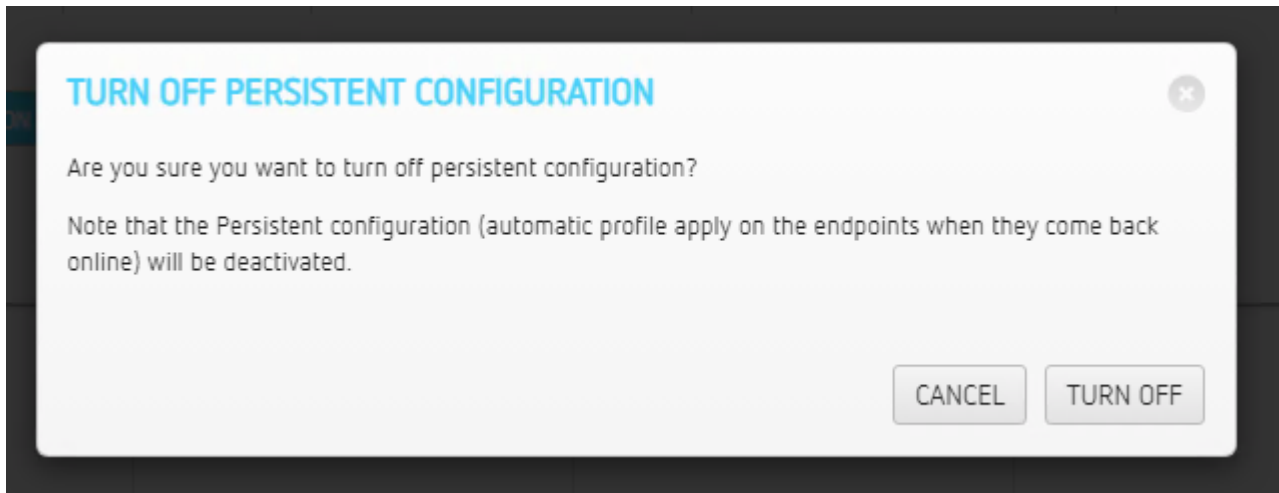 TURN OFF PERSISTENT CONFIGURATION
Are you sure you want to turn off persistent configuration?
Note that the Persistent configuration (automatic profile apply on the endpoints when they come back
online) will be deactivated.
CANCEL TURN OFF